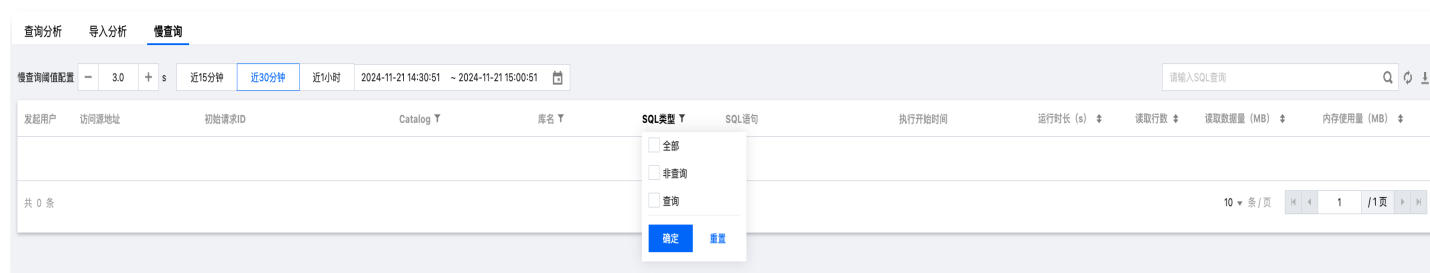 查询分析 导入分析 慢查询
慢查询阈值配置 － 3.0 + s 近15分钟 近30分钟 近1小时 2024-11-21 14:30:51 ~ 2024-11-21 15:00:51 请输入SQL查询
发起用户 访问源地址 初始请求ID Catalog 库名 SQL类型 SQL语句 执行开始时间 运行时长（s） 读取行数 读取数据量（MB） 内存使用量（MB）
全部
非查询
查询
共 0 条 10 条/页 1 /1页
确定 重置